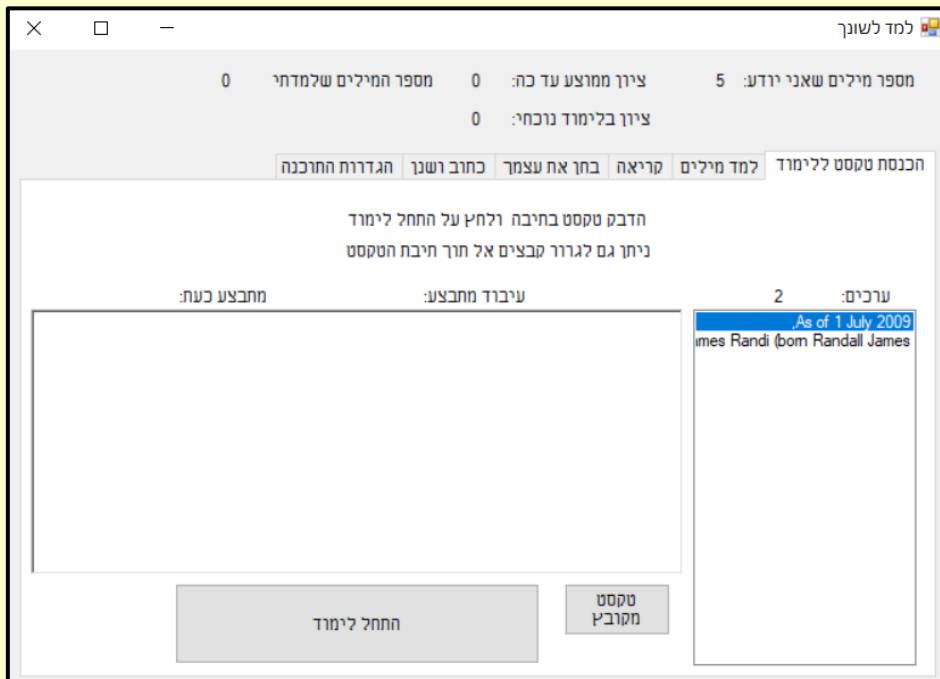 למד לשונך
מספר מילים שאני יודע: 5 ציון ממוצע עד כה: 0 מספר המילים שלמדתי 0
ציון בלימוד נוכחי: 0
הכנסת טקסט ללימוד למד מילים קריאה בחן את עצמך כתוב ושנן הגדרות התוכנה
הדבק טקסט בחיבה ולחץ על התחל לימוד
ניתן גם לגרור קבצים אל תוך חיבת הטקסט
ערכים: 2 עיבוד מתבצע: מתבצע כעת:
,As of 1 July 2009
ames Randi (born Randall James
טקסט
מקובץ
התחל לימוד